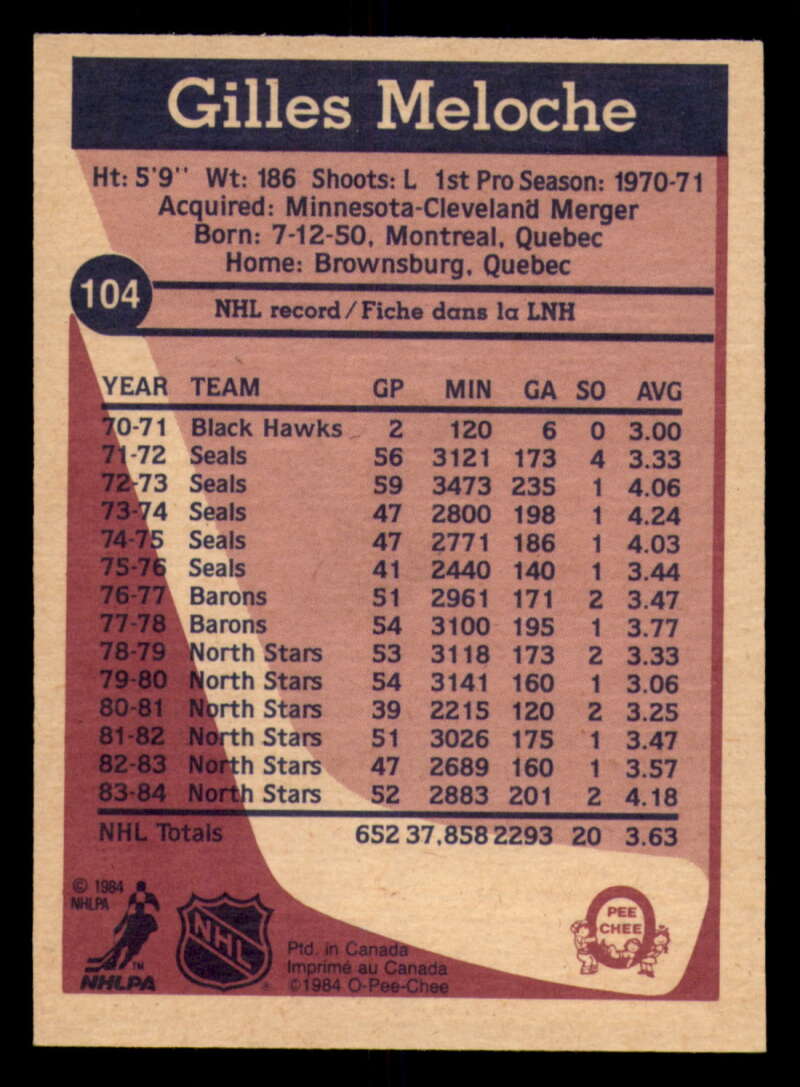 Gilles Meloche
Ht: 5'9'' Wt: 186 Shoots: L 1st Pro Season: 1970-71
Acquired: Minnesota-Cleveland Merger
Born: 7-12-50, Montreal, Quebec
Home: Brownsburg, Quebec
104
NHL record/Fiche dans la LNH
YEAR TEAM GP MIN GA SO AVG
70-71 Black Hawks 2 120 6 0 3.00
71-72 Seals 56 3121 173 4 3.33
72-73 Seals 59 3473 235 1 4.06
73-74 Seals 47 2800 198 1 4.24
74-75 Seals 47 2771 186 1 4.03
75-76 Seals 41 2440 140 1 3.44
76-77 Barons 51 2961 171 2 3.47
77-78 Barons 54 3100 195 1 3.77
78-79 North Stars 53 3118 173 2 3.33
79-80 North Stars 54 3141 160 1 3.06
80-81 North Stars 39 2215 120 2 3.25
81-82 North Stars 51 3026 175 1 3.47
82-83 North Stars 47 2689 160 1 3.57
83-84 North Stars 52 2883 201 2 4.18
NHL Totals 652 37,858 2293 20 3.63
© 1984
NHLPA
TM
NHLPA
NHL
®
Ptd. in Canada
Imprimé au Canada
©1984 O-Pee-Chee
PEE
CHEE